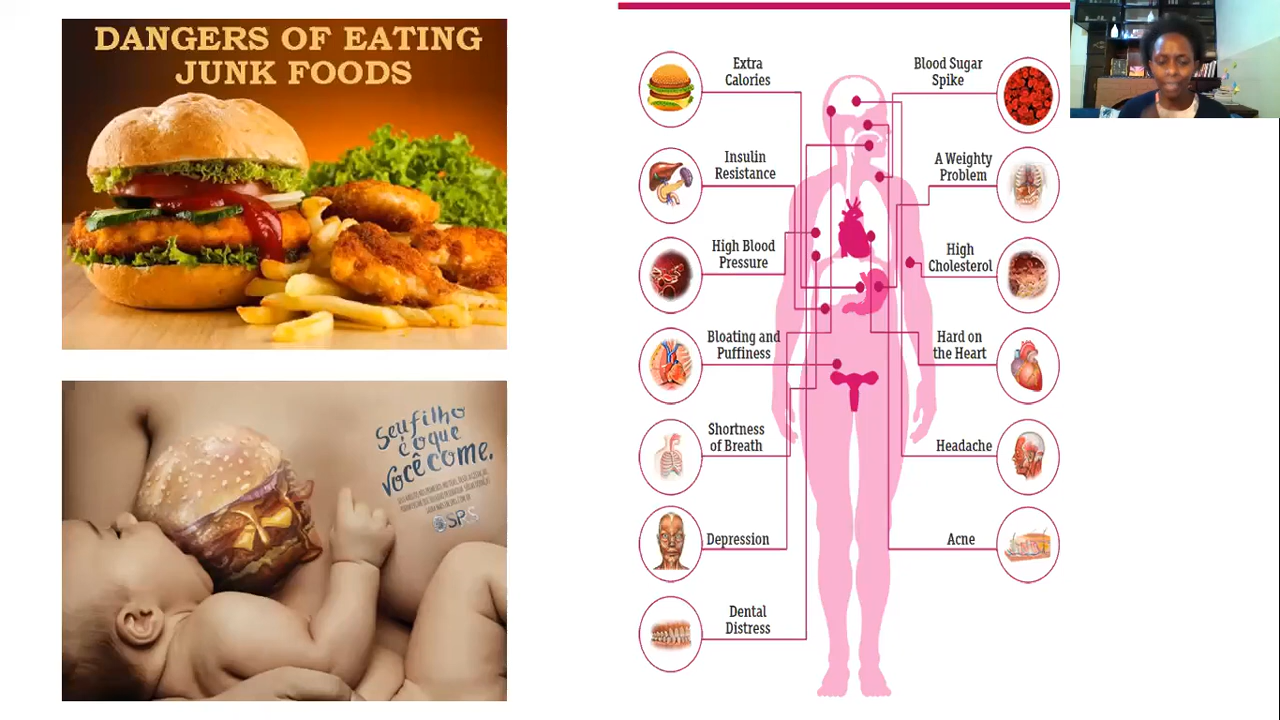 DANGERS OF EATING
JUNK FOODS
Seu filho
é o que
você come.
SPRS
Extra
Calories
Insulin
Resistance
High Blood
Pressure
Bloating and
Puffiness
Shortness
of Breath
Depression
Dental
Distress
Blood Sugar
Spike
A Weighty
Problem
High
Cholesterol
Hard on
the Heart
Headache
Acne